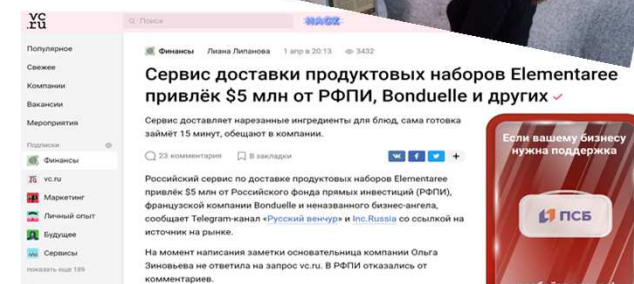 vc
.ru
Поиск
Популярное
Свежее
Компании
Вакансии
Мероприятия
Подписки
Финансы
vc.ru
Маркетинг
Личный опыт
Будущее
Сервисы
показать еще 189
Финансы Лиана Липанова 1 апр в 20:13 3432
Сервис доставки продуктовых наборов Elementaree
привлёк $5 млн от РФПИ, Bonduelle и других
Сервис доставляет нарезанные ингредиенты для блюд, сама готовка
займёт 15 минут, обещают в компании.
23 комментария В закладки
Российский сервис по доставке продуктовых наборов Elementaree
привлёк $5 млн от Российского фонда прямых инвестиций (РФПИ),
французской компании Bonduelle и неназванного бизнес-ангела,
сообщает Telegram-канал «Русский венчур» и Inc.Russia со ссылкой на
источник на рынке.
На момент написания заметки основательница компании Ольга
Зиновьева не ответила на запрос vc.ru. В РФПИ отказались от
комментариев.
Если вашему бизнесу
нужна поддержка
ПСБ